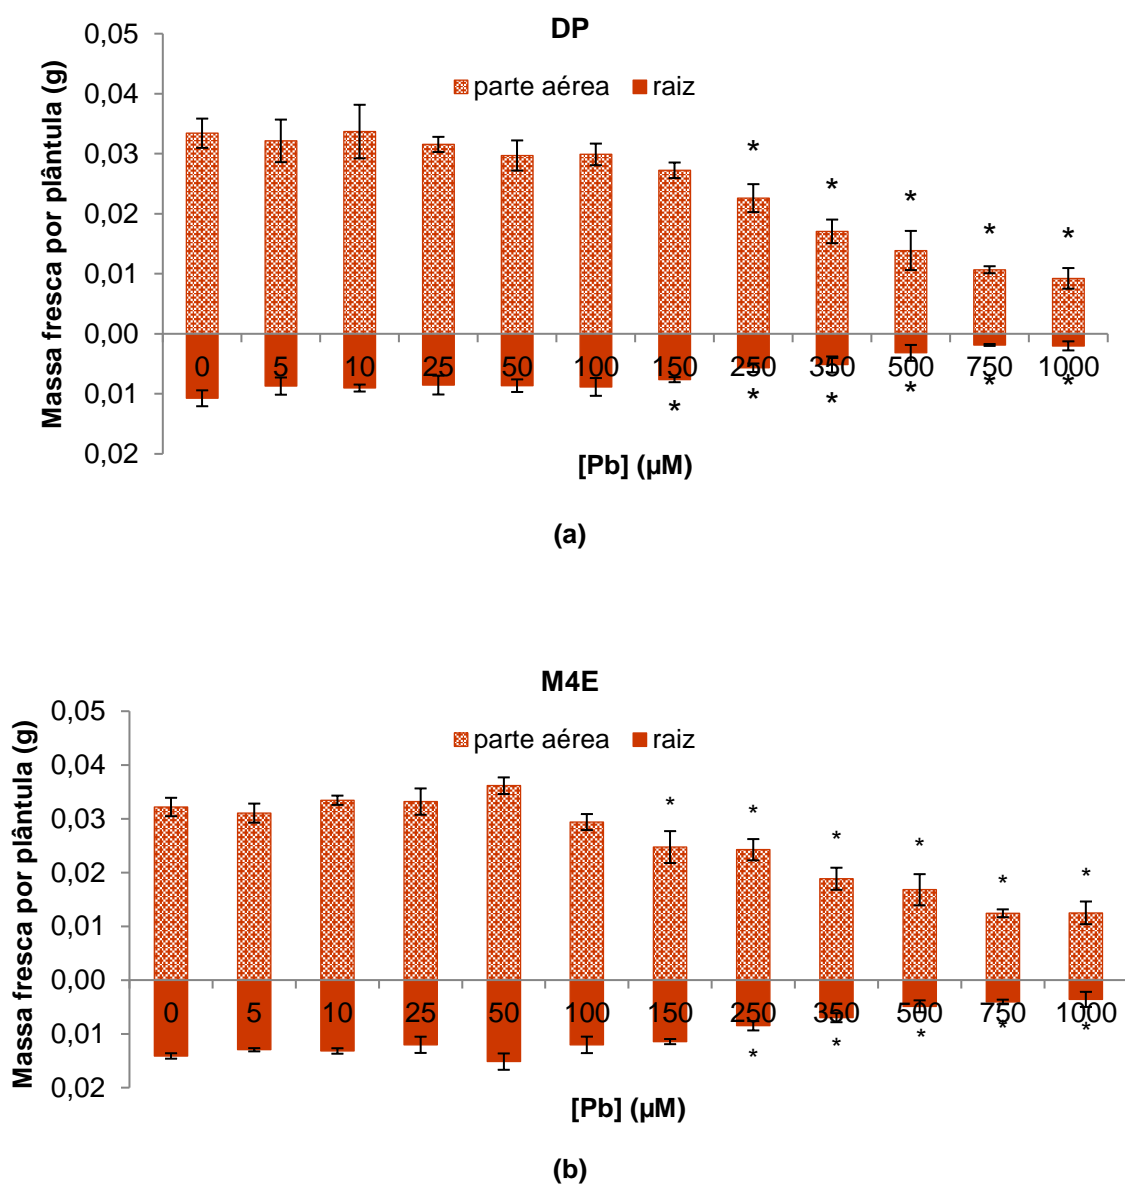 DP
Massa fresca por plântula (g)
0,05
0,04
0,03
0,02
0,01
0,00
0,01
0,02
parte aérea raiz
* * * * *
0 5 10 25 50 100 150 250 350 500 750 1000
* * * * * *
[Pb] (µM)
(a)
M4E
Massa fresca por plântula (g)
0,05
0,04
0,03
0,02
0,01
0,00
0,01
0,02
parte aérea raiz
* * * * * *
0 5 10 25 50 100 150 250 350 500 750 1000
* * * * *
[Pb] (µM)
(b)